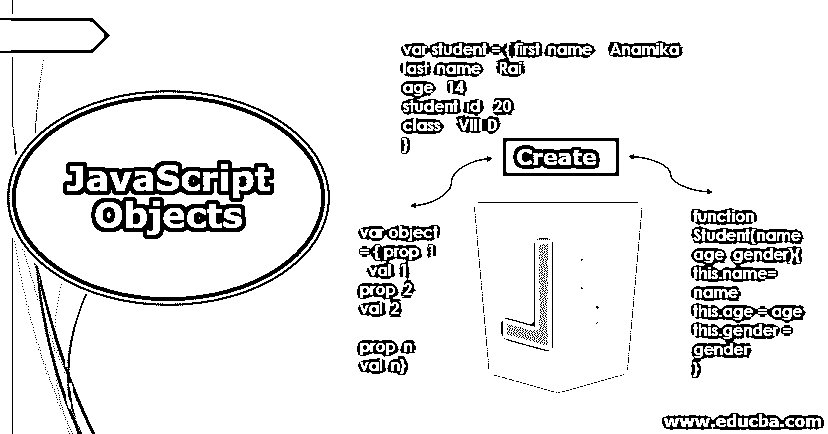 JavaScript
Objects
var student = { first name Anamika
last name Rai
age 14
student id 20
class VIII D
}
Create
var object
= { prop 1
val 1
prop 2
val 2
prop n
val n}
function
Student(name
age gender){
this.name=
name
this.age = age
this.gender =
gender
}
J
www.educba.com